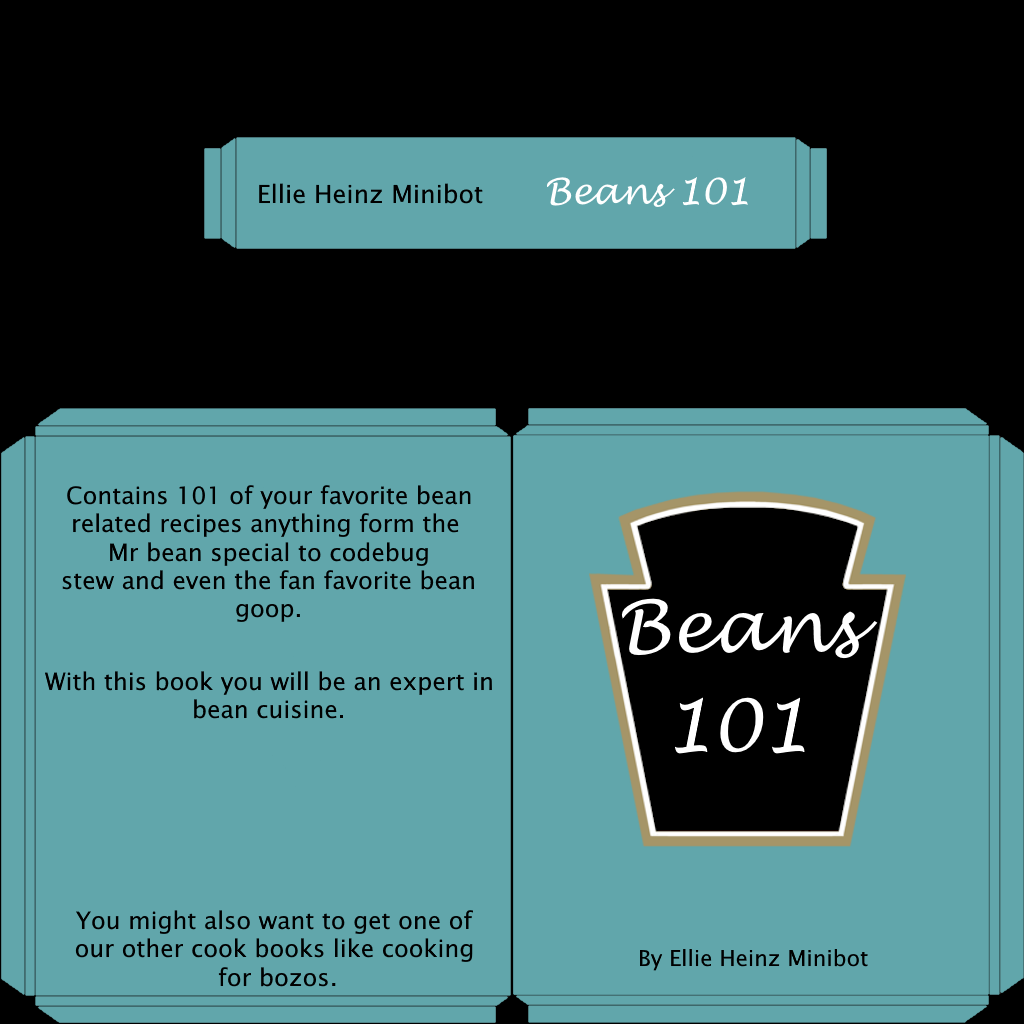 Ellie Heinz Minibot Beans 101
Contains 101 of your favorite bean
related recipes anything form the
Mr bean special to codebug
stew and even the fan favorite bean
goop.
With this book you will be an expert in
bean cuisine.
You might also want to get one of
our other cook books like cooking
for bozos.
Beans
101
By Ellie Heinz Minibot